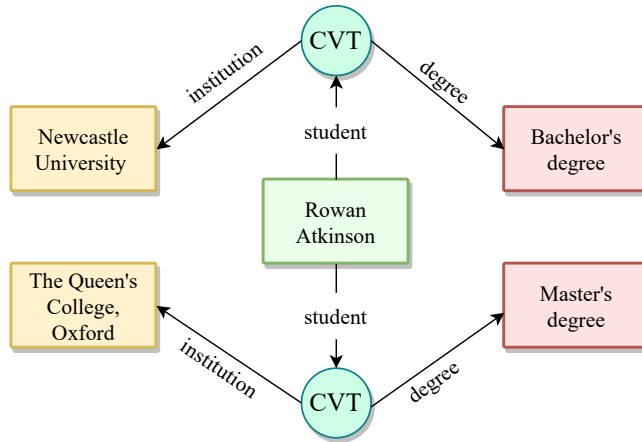 CVT
institution
degree
Newcastle
University
Bachelor's
degree
student
Rowan
Atkinson
The Queen's
College,
Oxford
Master's
degree
student
institution
degree
CVT